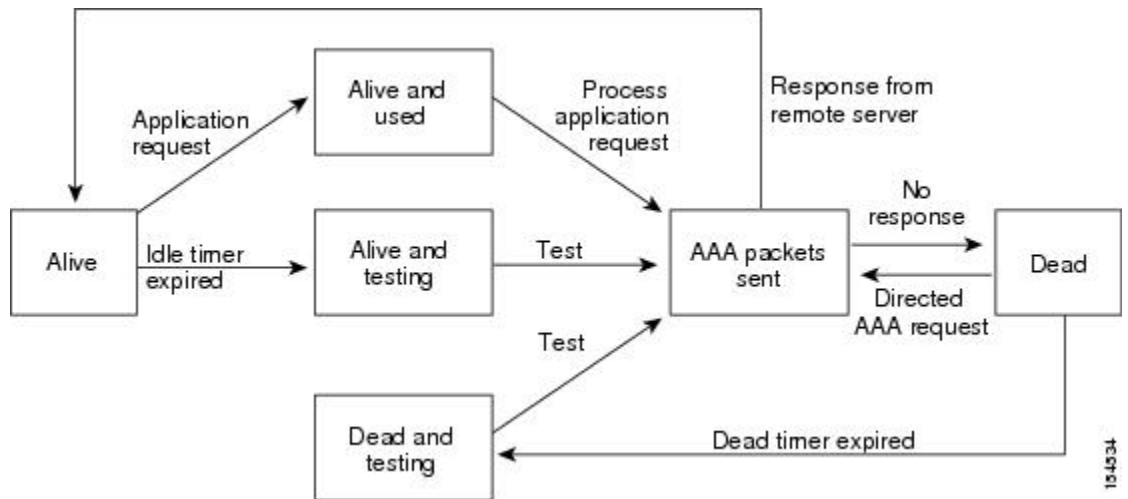 Alive and
used
Process
application
request
Response from
remote server
Application
request
No
response
Alive
Idle timer
expired
Alive and
testing
Test
AAA packets
sent
Dead
Directed
AAA request
Test
Dead and
testing
Dead timer expired
154534